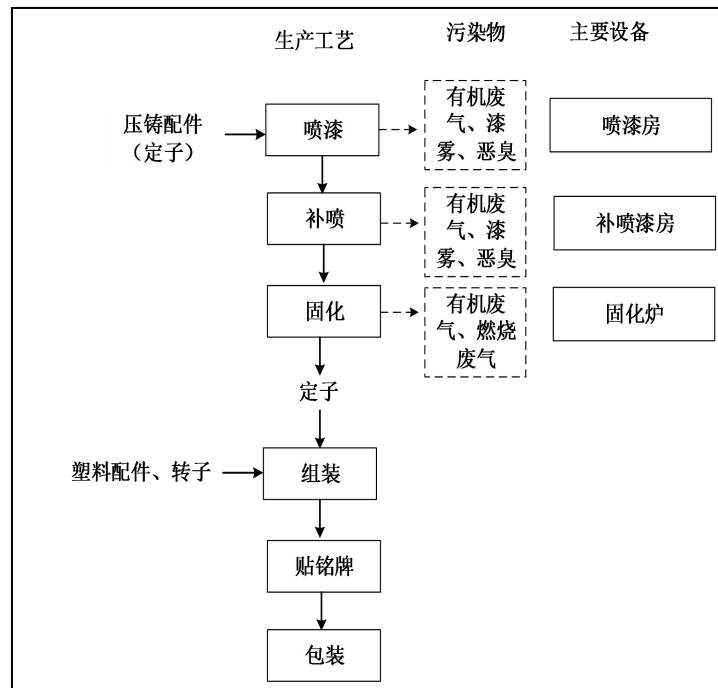 生产工艺
污染物
主要设备
压铸配件
（定子）
喷漆
有机废
气、漆
雾、恶臭
喷漆房
补喷
有机废
气、漆
雾、恶臭
补喷漆房
固化
有机废
气、燃烧
废气
固化炉
定子
塑料配件、转子
组装
贴铭牌
包装